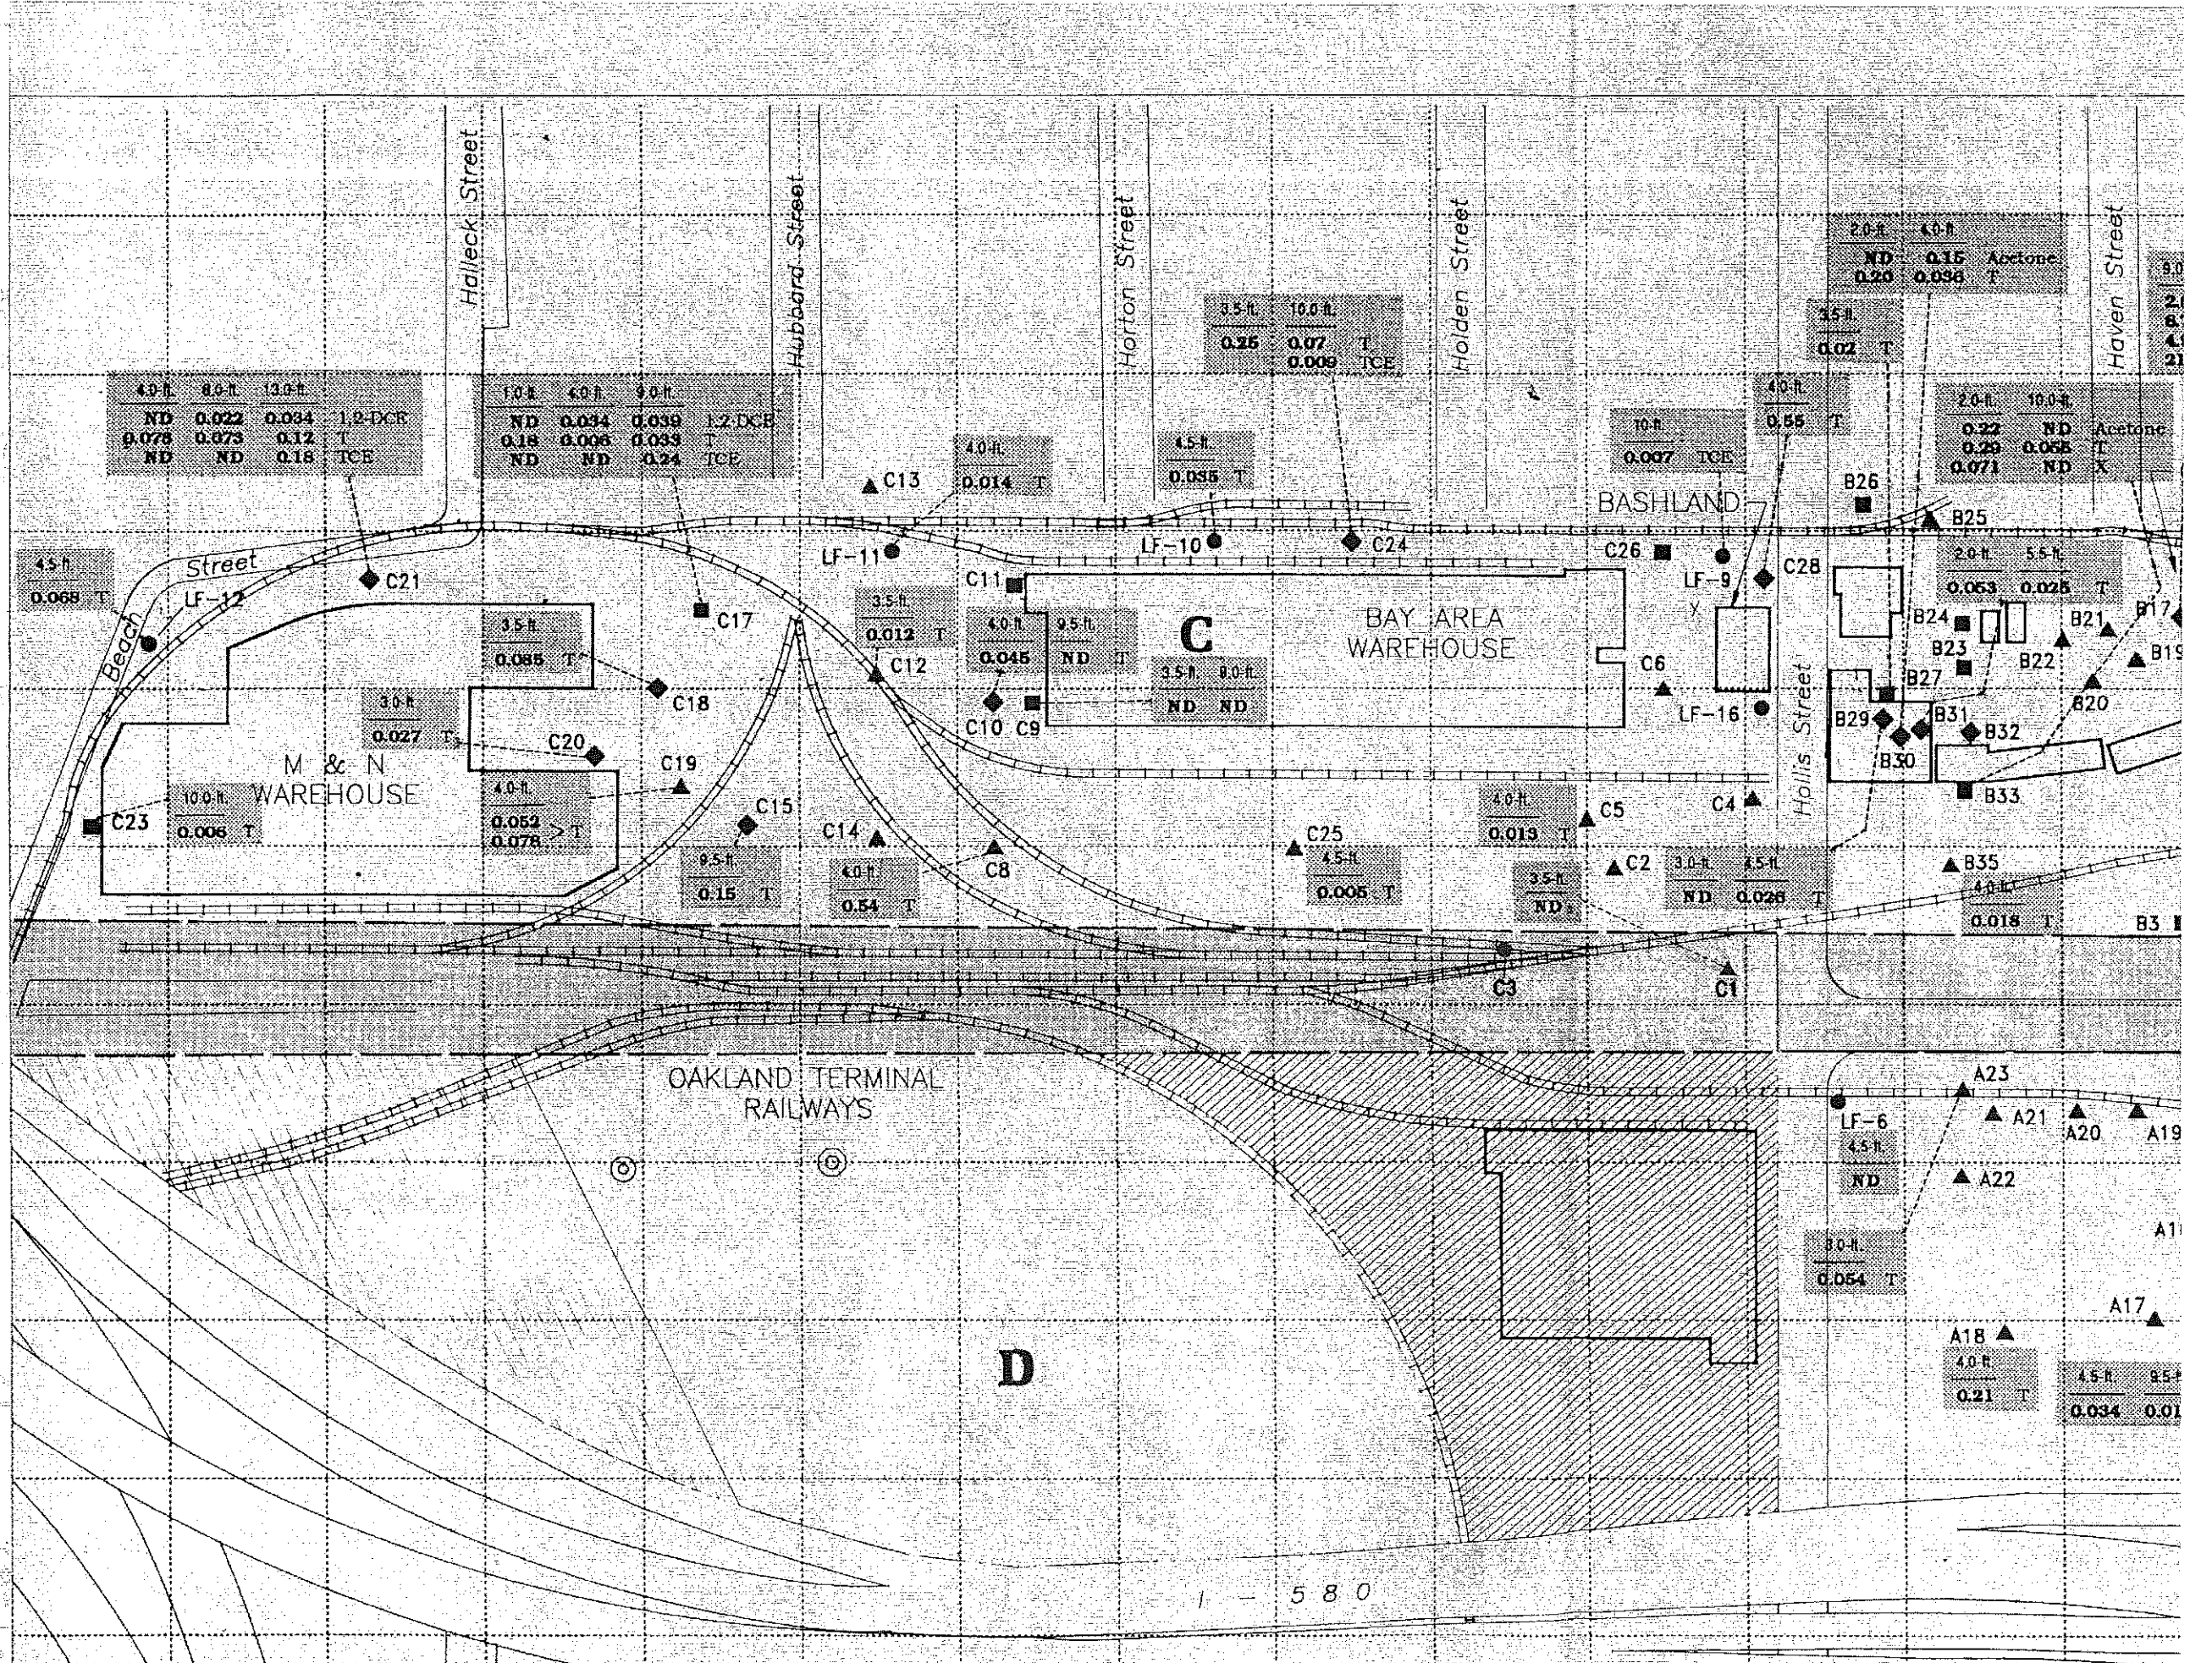 Halleck Street
Hubbard Street
Horton Street
Holden Street
Haven Street
Hollis Street
Beach Street
2.0-ft. 4.0-ft.
ND 0.15 Acetone
0.20 0.036 T
3.5-ft.
0.02 T
3.5-ft. 10.0-ft.
0.25 0.07 T
0.009 TCE
4.0-ft. 8.0-ft. 13.0-ft.
ND 0.022 0.034 1,2-DCE
0.078 0.073 0.12 T
ND ND 0.18 TCE
1.0-ft. 4.0-ft. 9.0-ft.
ND 0.034 0.039 1,2-DCE
0.18 0.006 0.033 T
ND ND 0.24 TCE
4.0-ft.
0.014 T
4.5-ft.
0.035 T
10-ft.
0.007 TCE
4.0-ft.
0.55 T
2.0-ft. 10.0-ft.
0.22 ND Acetone
0.29 0.065 T
0.071 ND X
C13
BASHLAND
B26
B25
LF-11
LF-10
C24
C26
LF-9
C28
4.5-ft.
0.068 T
LF-12
C21
C17
C11
2.0-ft. 5.5-ft.
0.053 0.025 T
B24
B23
B22
B21
B17
B19
B20
3.5-ft.
0.085 T
3.5-ft.
0.012 T
C12
4.0-ft. 9.5-ft.
0.045 ND T
C
BAY AREA
WAREHOUSE
3.5-ft. 8.0-ft.
ND ND
C6
C18
C10
C9
LF-16
B27
B29
B30
B31
B32
B33
3.0-ft.
0.027 T
C20
C19
M & N
WAREHOUSE
4.0-ft.
0.052
0.078 > T
C15
C14
C8
C25
C5
C4
C2
C23
10.0-ft.
0.006 T
9.5-ft.
0.15 T
4.0-ft.
0.54 T
4.5-ft.
0.005 T
4.0-ft.
0.013 T
3.5-ft.
ND
3.0-ft. 4.5-ft.
ND 0.026 T
B35
4.0-ft.
0.018 T
B3
C3
C1
OAKLAND TERMINAL
RAILWAYS
A23
LF-6
A21
A20
A19
4.5-ft.
ND
A22
3.0-ft.
0.054 T
A17
A18
4.0-ft.
0.21 T
4.5-ft. 9.5-f
0.034 0.01
D
I - 580